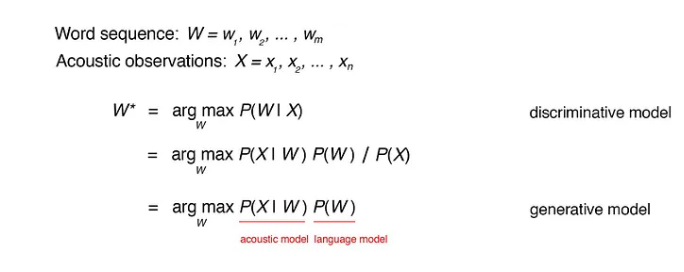 Word sequence: W = w₁, w₂, ... , wₘ
Acoustic observations: X = x₁, x₂, ... , xₙ
W* = arg max P(W | X) discriminative model
W
= arg max P(X | W) P(W) / P(X)
W
= arg max P(X | W) P(W) generative model
W
acoustic model language model